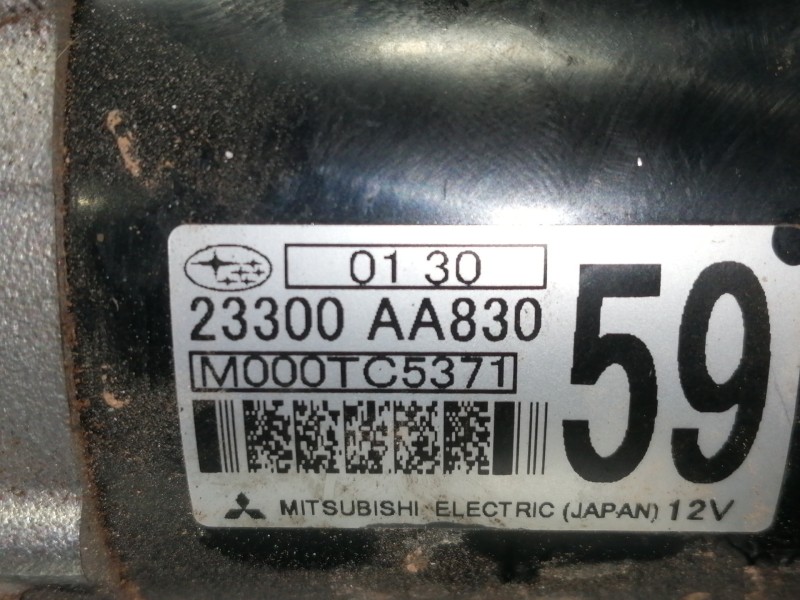 01 30
23300 AA830
M000TC5371
59
MITSUBISHI ELECTRIC (JAPAN) 12V